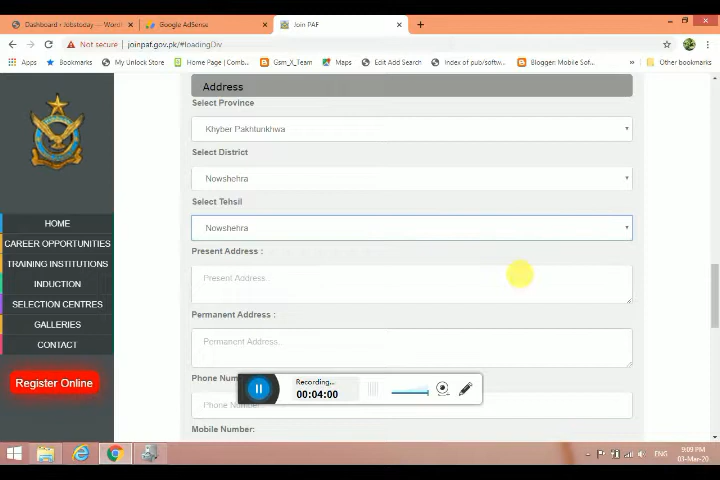 Dashboard ‹ Jobstoday — WordP
Google AdSense
Join PAF
Not secure
joinpaf.gov.pk/#loadingDiv
Apps
Bookmarks
My Unlock Store
Home Page | Comb...
Gsm_X_Team
Maps
Edit Add Search
Index of pub/softw...
Blogger: Mobile Sof...
»
Other bookmarks
Address
Select Province
Khyber Pakhtunkhwa
Select District
Nowshehra
Select Tehsil
Nowshehra
Present Address :
Present Address..
Permanent Address :
Permanent Address..
Phone Num
Phone Number
Mobile Number:
HOME
CAREER OPPORTUNITIES
TRAINING INSTITUTIONS
INDUCTION
SELECTION CENTRES
GALLERIES
CONTACT
Register Online
Recording...
00:04:00
ENG
9:09 PM
03-Mar-20